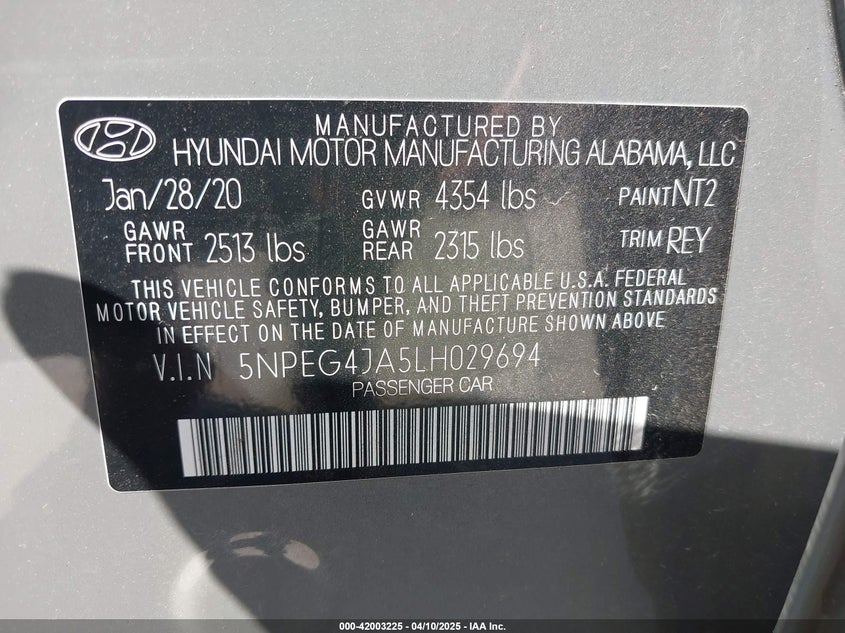 MANUFACTURED BY
HYUNDAI MOTOR MANUFACTURING ALABAMA, LLC
Jan/28/20 GVWR 4354 lbs PAINT NT2
GAWR FRONT 2513 lbs GAWR REAR 2315 lbs TRIM REY
THIS VEHICLE CONFORMS TO ALL APPLICABLE U.S.A. FEDERAL
MOTOR VEHICLE SAFETY, BUMPER, AND THEFT PREVENTION STANDARDS
IN EFFECT ON THE DATE OF MANUFACTURE SHOWN ABOVE
V.I.N 5NPEG4JA5LH029694
PASSENGER CAR
000-42003225 - 04/10/2025 - IAA Inc.